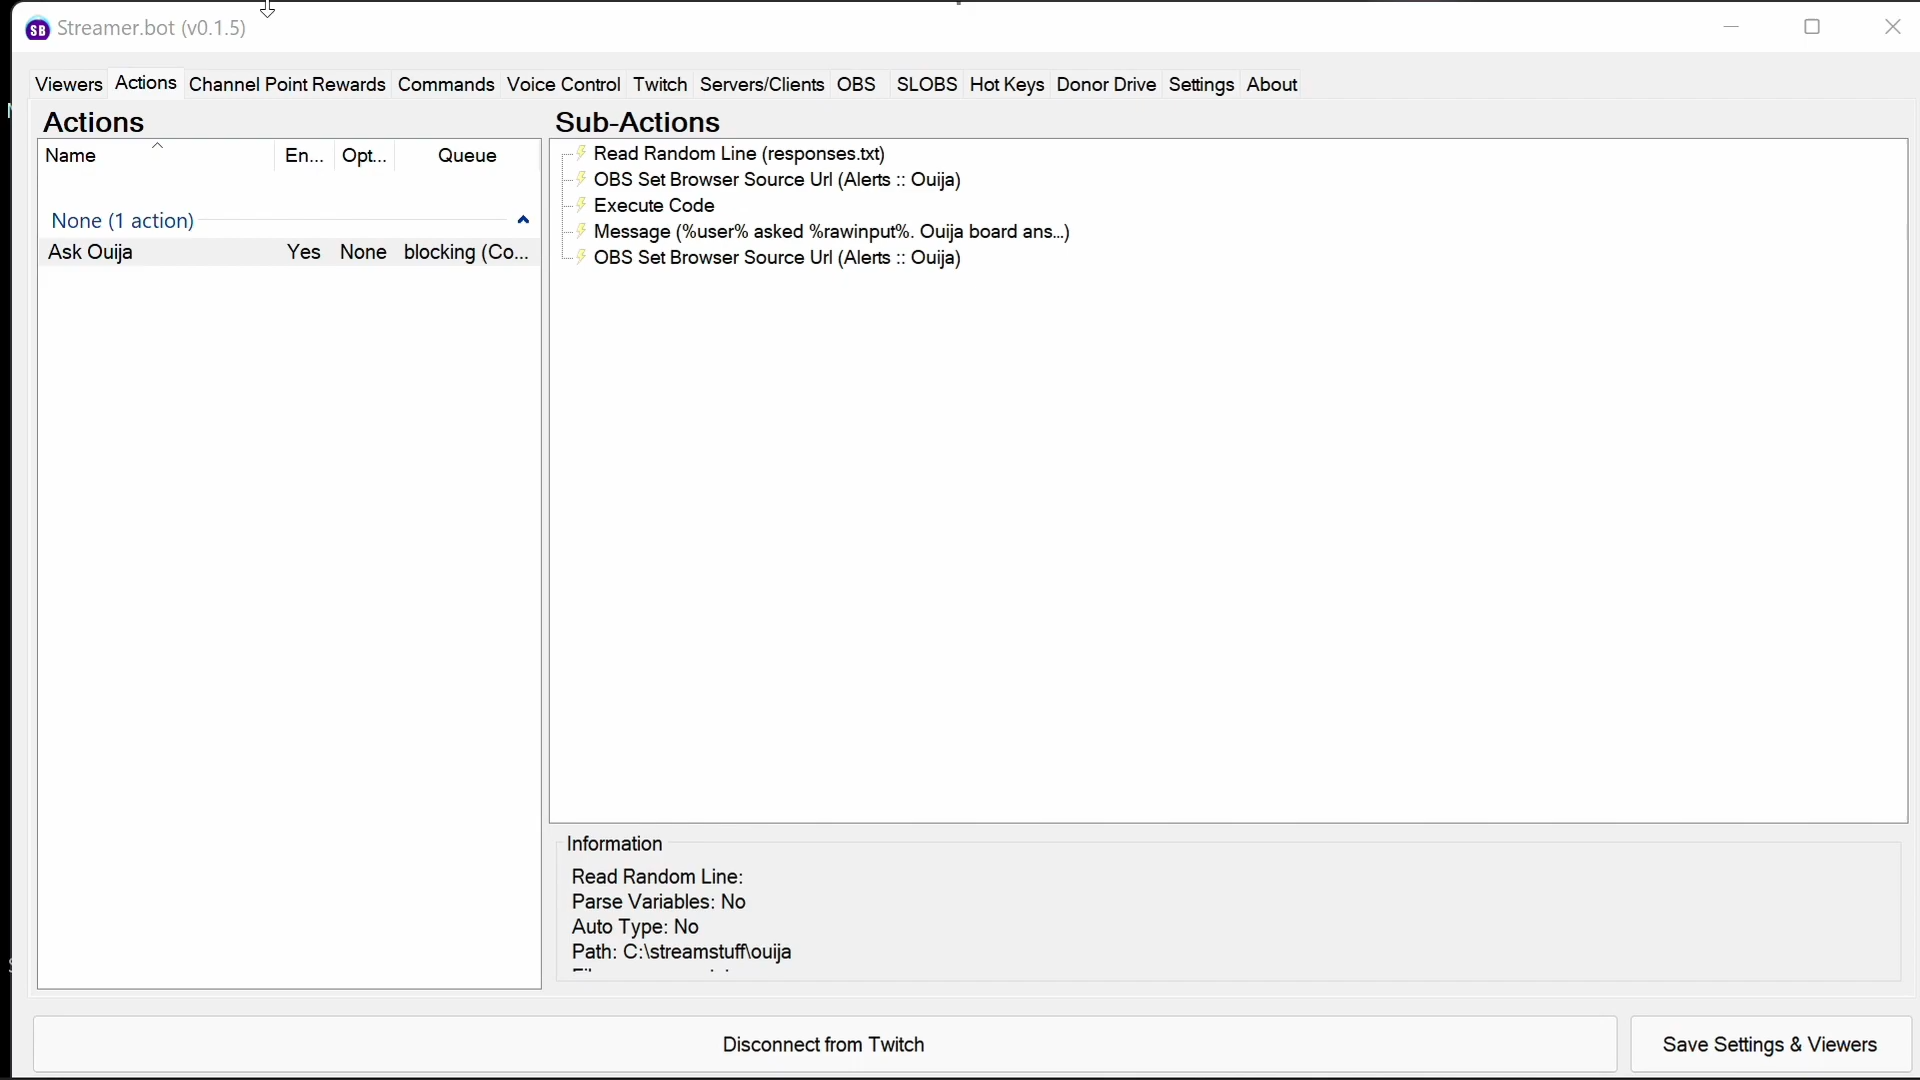 SB Streamer.bot (v0.1.5)
Viewers Actions Channel Point Rewards Commands Voice Control Twitch Servers/Clients OBS SLOBS Hot Keys Donor Drive Settings About
Actions
Name En... Opt... Queue
None (1 action)
Ask Ouija Yes None blocking (Co...
Sub-Actions
Read Random Line (responses.txt)
OBS Set Browser Source Url (Alerts :: Ouija)
Execute Code
Message (%user% asked %rawinput%. Ouija board ans...)
OBS Set Browser Source Url (Alerts :: Ouija)
Information
Read Random Line:
Parse Variables: No
Auto Type: No
Path: C:\streamstuff\ouija
Disconnect from Twitch
Save Settings & Viewers